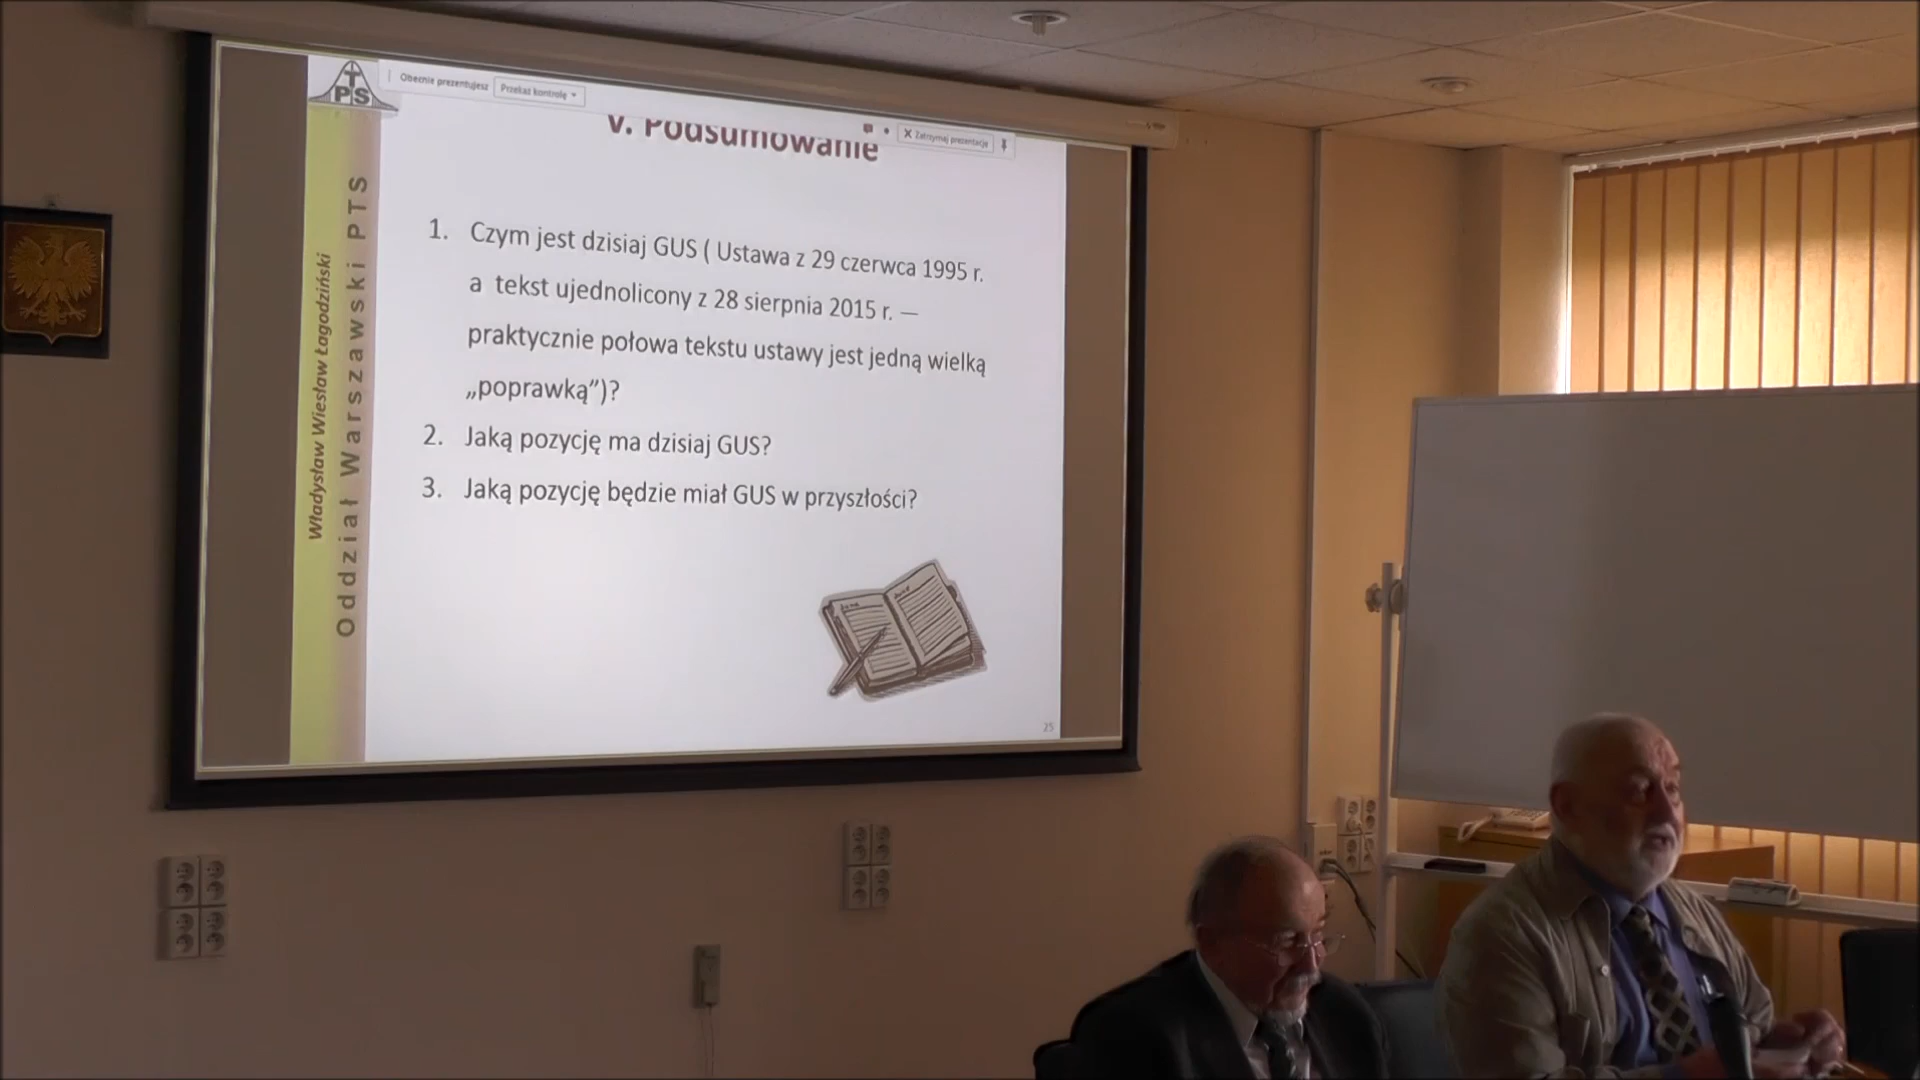 TPS
Obecnie prezentujesz Przekaż kontrolę
Zatrzymaj prezentację
V. Podsumowanie
Władysław Wiesław Łagodziński
Oddział Warszawski PTS
1. Czym jest dzisiaj GUS ( Ustawa z 29 czerwca 1995 r.
a tekst ujednolicony z 28 sierpnia 2015 r. —
praktycznie połowa tekstu ustawy jest jedną wielką
„poprawką”)?
2. Jaką pozycję ma dzisiaj GUS?
3. Jaką pozycję będzie miał GUS w przyszłości?
25